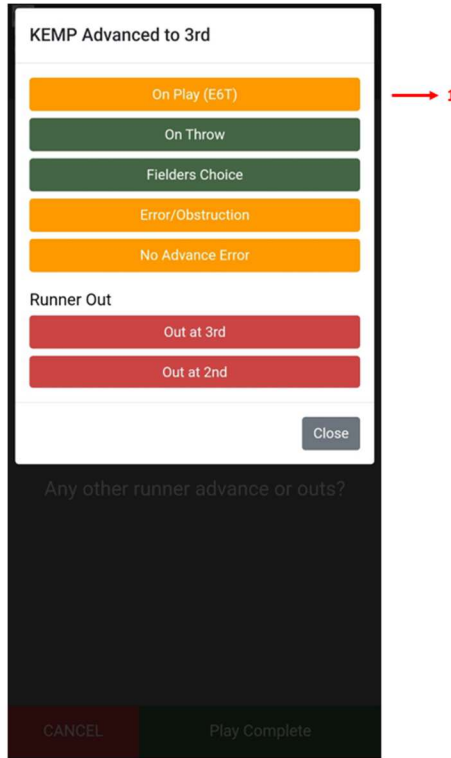 KEMP Advanced to 3rd
On Play (E6T)
1
On Throw
Fielders Choice
Error/Obstruction
No Advance Error
Runner Out
Out at 3rd
Out at 2nd
Close
Any other runner advance or outs?
CANCEL
Play Complete